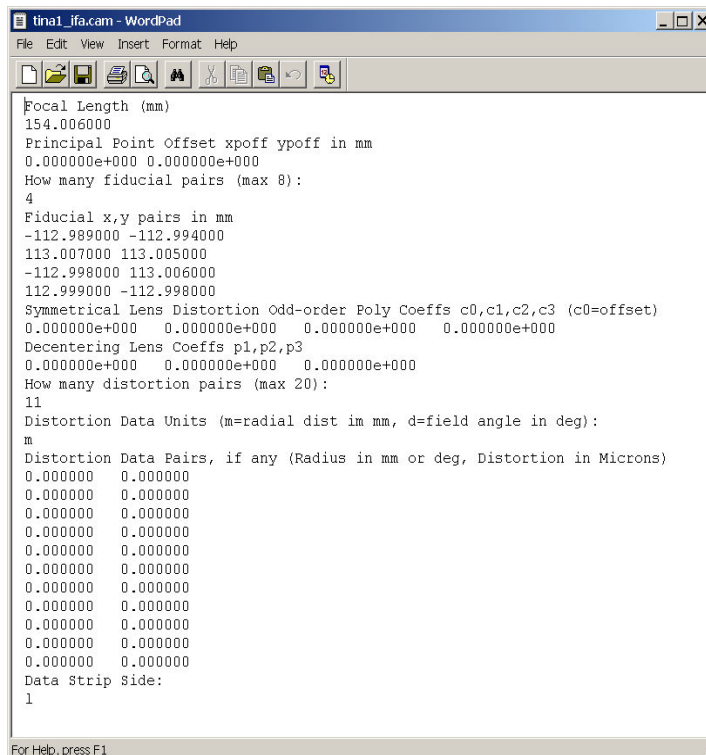 tina1_ifa.cam - WordPad
File Edit View Insert Format Help
Focal Length (mm)
154.006000
Principal Point Offset xpoff ypoff in mm
0.000000e+000 0.000000e+000
How many fiducial pairs (max 8):
4
Fiducial x,y pairs in mm
-112.989000 -112.994000
113.007000 113.005000
-112.998000 113.006000
112.999000 -112.998000
Symmetrical Lens Distortion Odd-order Poly Coeffs c0,c1,c2,c3 (c0=offset)
0.000000e+000 0.000000e+000 0.000000e+000 0.000000e+000
Decentering Lens Coeffs p1,p2,p3
0.000000e+000 0.000000e+000 0.000000e+000
How many distortion pairs (max 20):
11
Distortion Data Units (m=radial dist im mm, d=field angle in deg):
m
Distortion Data Pairs, if any (Radius in mm or deg, Distortion in Microns)
0.000000 0.000000
0.000000 0.000000
0.000000 0.000000
0.000000 0.000000
0.000000 0.000000
0.000000 0.000000
0.000000 0.000000
0.000000 0.000000
0.000000 0.000000
0.000000 0.000000
0.000000 0.000000
Data Strip Side:
l
For Help, press F1